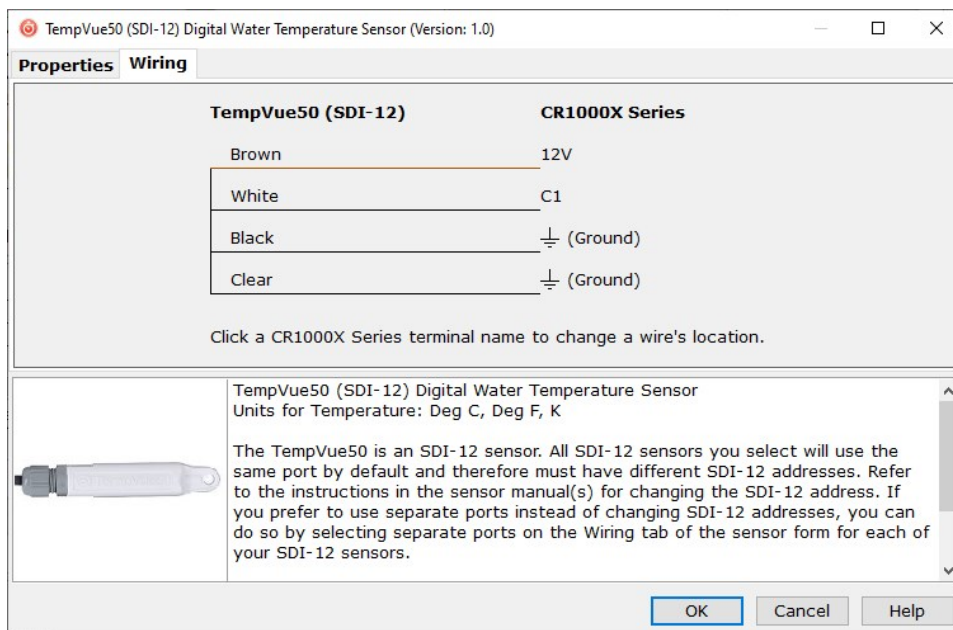 TempVue50 (SDI-12) Digital Water Temperature Sensor (Version: 1.0)
Properties Wiring
TempVue50 (SDI-12) CR1000X Series
Brown 12V
White C1
Black ⏚ (Ground)
Clear ⏚ (Ground)
Click a CR1000X Series terminal name to change a wire's location.
TempVue50 (SDI-12) Digital Water Temperature Sensor
Units for Temperature: Deg C, Deg F, K
The TempVue50 is an SDI-12 sensor. All SDI-12 sensors you select will use the
same port by default and therefore must have different SDI-12 addresses. Refer
to the instructions in the sensor manual(s) for changing the SDI-12 address. If
you prefer to use separate ports instead of changing SDI-12 addresses, you can
do so by selecting separate ports on the Wiring tab of the sensor form for each of
your SDI-12 sensors.
OK Cancel Help